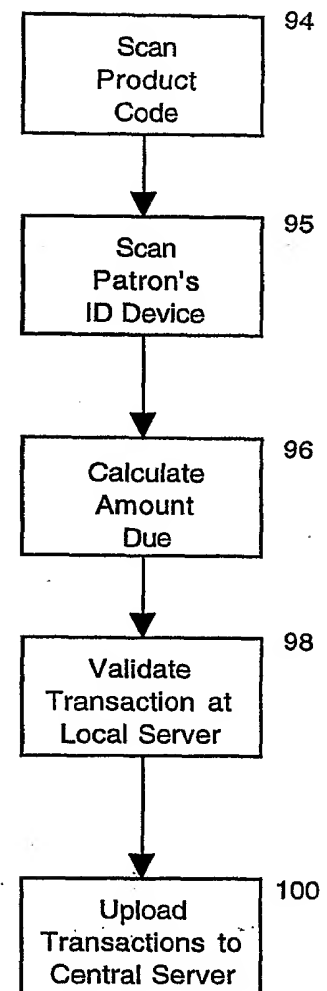 94
Scan
Product
Code
95
Scan
Patron's
ID Device
96
Calculate
Amount
Due
98
Validate
Transaction at
Local Server
100
Upload
Transactions to
Central Server